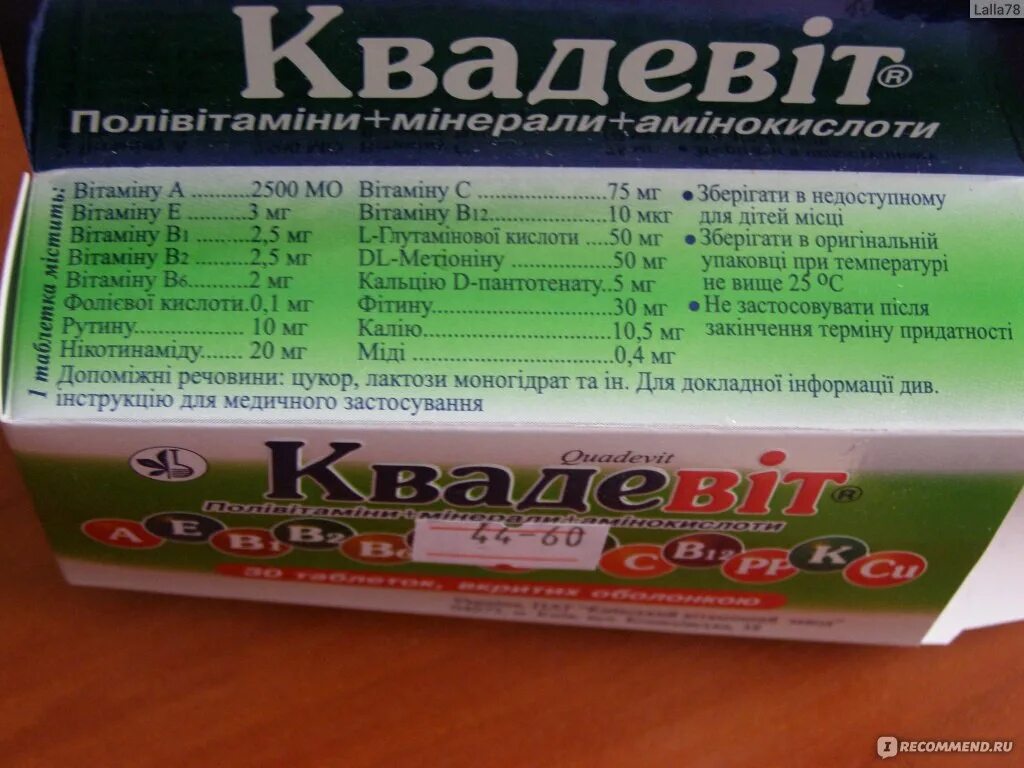 Lalla78
Квадевіт®
Полівітаміни+мінерали+амінокислоти
1 таблетка містить:
Вітаміну А ..........2500 МО
Вітаміну Е .......... 3 мг
Вітаміну В1 ......... 2,5 мг
Вітаміну В2 ......... 2,5 мг
Вітаміну В6.......... 2 мг
Фолієвої кислоти.0,1 мг
Рутину................. 10 мг
Нікотинаміду....... 20 мг
Вітаміну С ....................75 мг
Вітаміну В12..................10 мкг
L-Глутамінової кислоти ....50 мг
DL-Метіоніну ................50 мг
Кальцію D-пантотенату..5 мг
Фітину...........................30 мг
Калію...........................10,5 мг
Міді .............................0,4 мг
• Зберігати в недоступному
для дітей місці
• Зберігати в оригінальній
упаковці при температурі
не вище 25 ºС
• Не застосовувати після
закінчення терміну придатності
Допоміжні речовини: цукор, лактози моногідрат та ін. Для докладної інформації див.
інструкцію для медичного застосування
Quadevit
Квадевіт®
Полівітаміни+мінерали+амінокислоти
44-60
A E B1 B2 B6 C B12 PP K Cu
30 таблеток, вкритих оболонкою
IRECOMMEND.RU